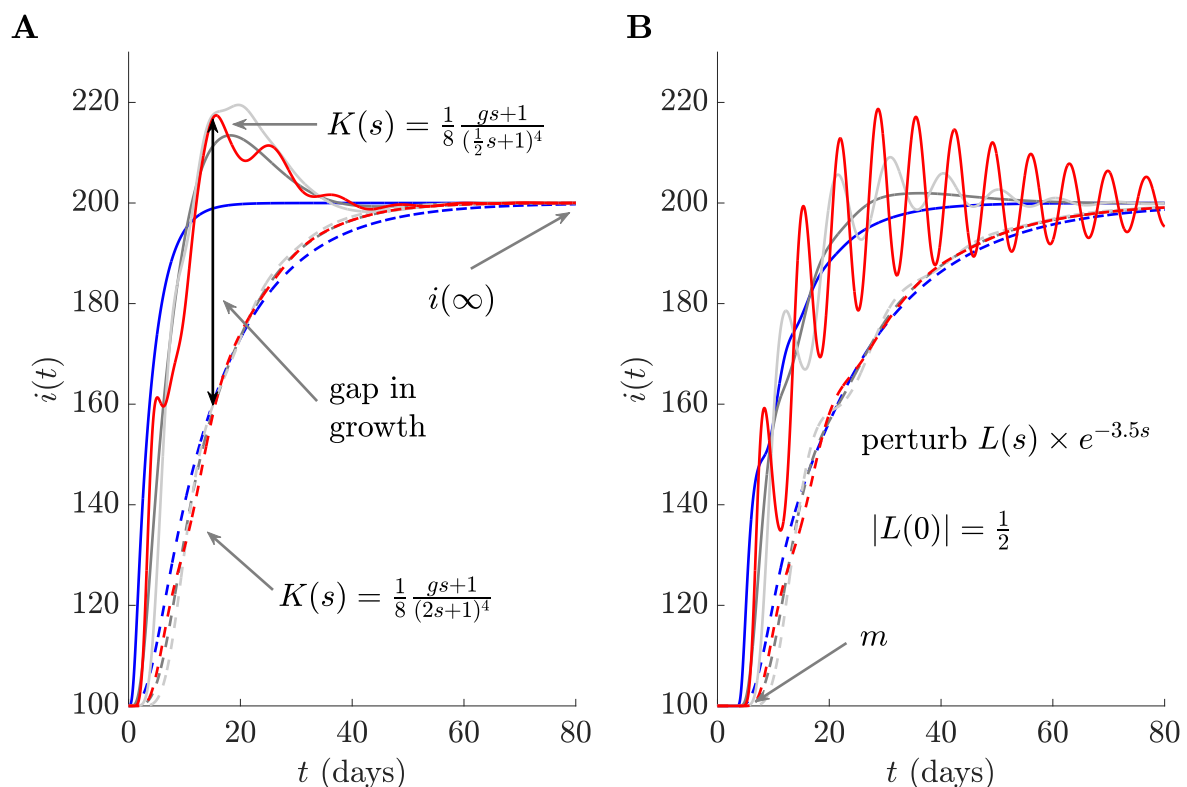 A
220
200
180
160
140
120
100
i(t)
0
20
40
60
80
t (days)
K(s) = 1/8 (gs+1)/((1/2 s+1)^4)
i(∞)
gap in
growth
K(s) = 1/8 (gs+1)/((2s+1)^4)
B
220
200
180
160
140
120
100
i(t)
0
20
40
60
80
t (days)
perturb L(s) × e^{−3.5s}
|L(0)| = 1/2
m